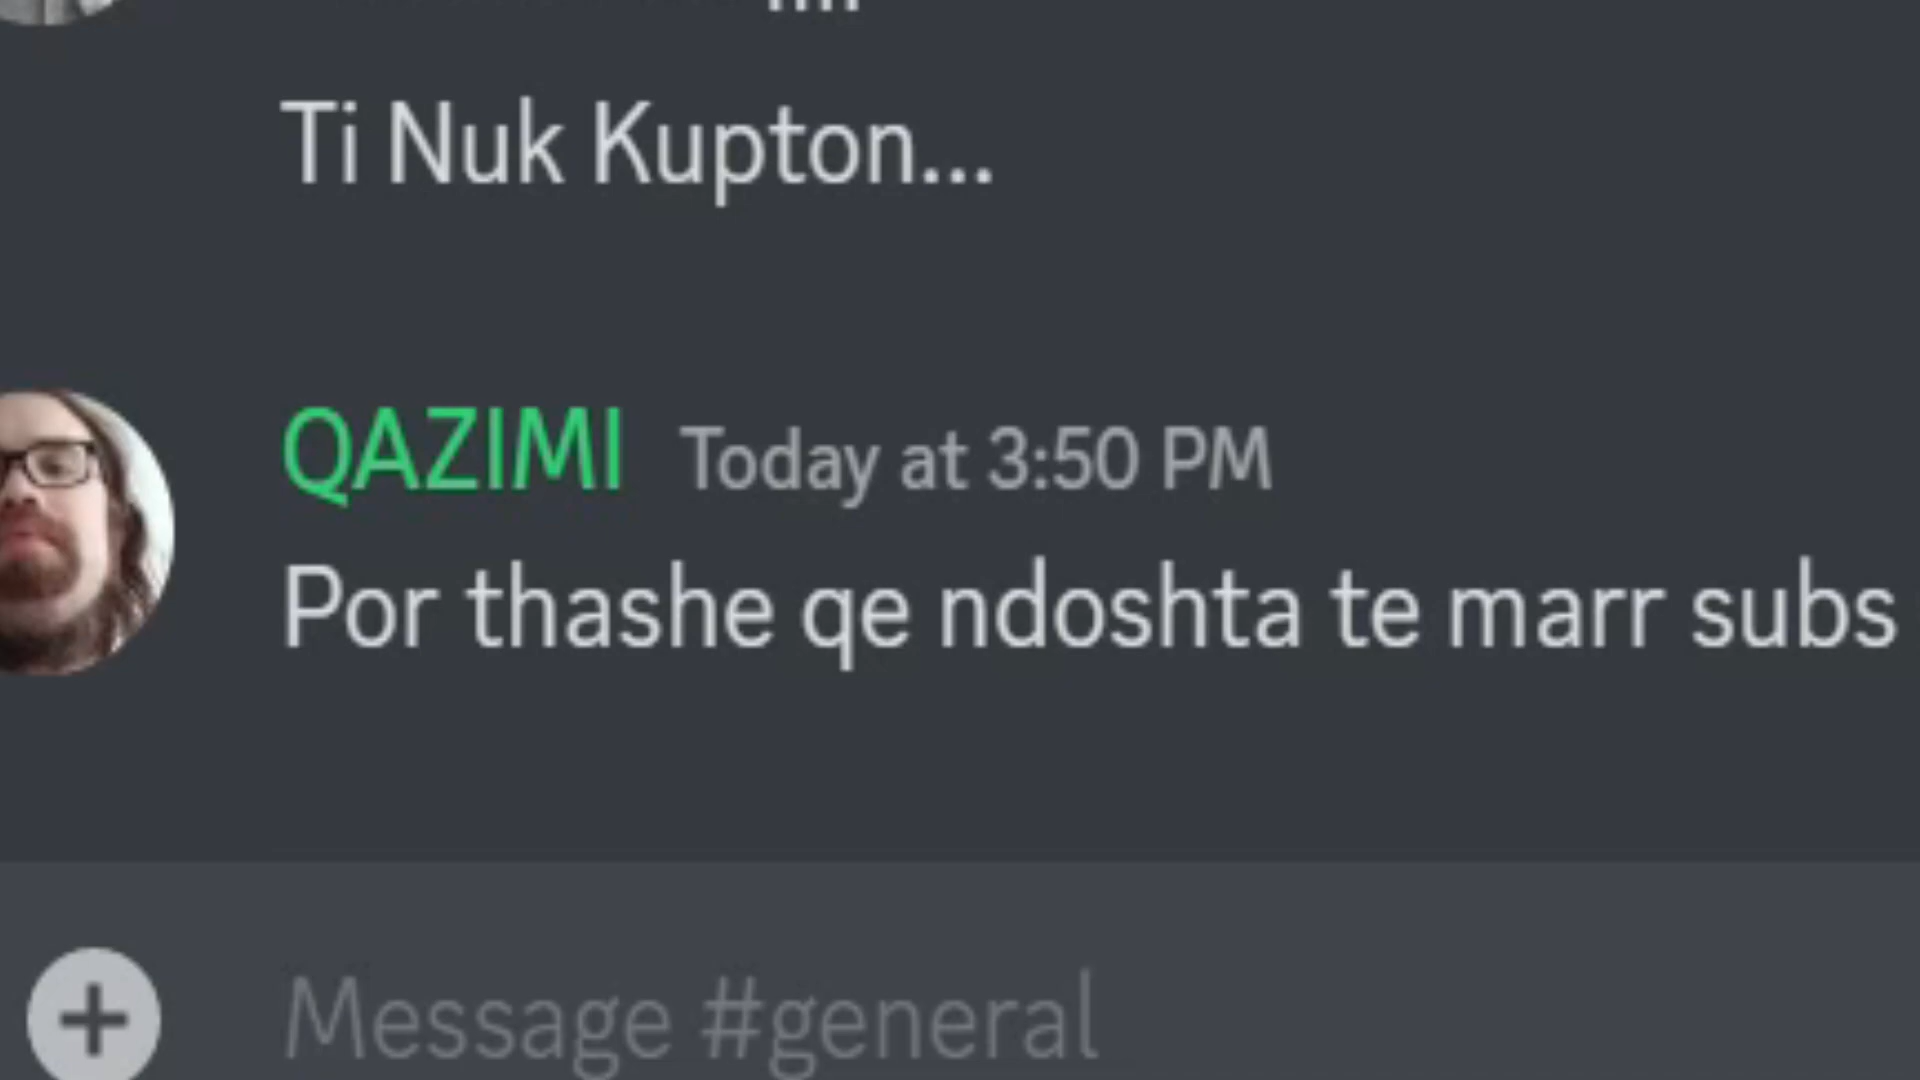 Ti Nuk Kupton...
QAZIMI Today at 3:50 PM
Por thashe qe ndoshta te marr subs
Message #general